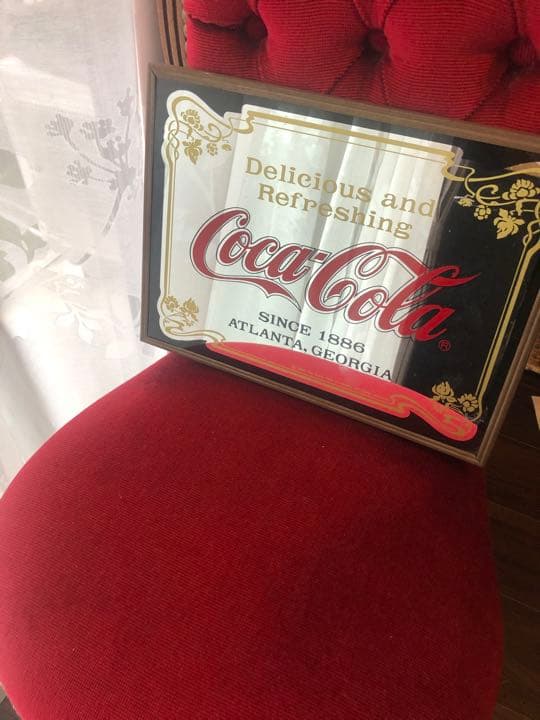 Delicious and
Refreshing
Coca-Cola®
SINCE 1886
ATLANTA, GEORGIA